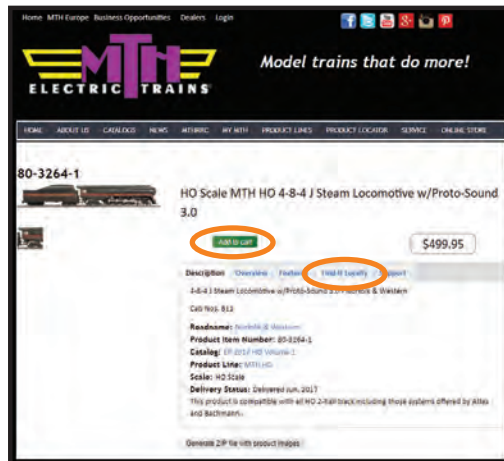 Home MTH Europe Business Opportunities Dealers Login
MTH
ELECTRIC TRAINS
Model trains that do more!
HOME ABOUT US CATALOGS NEWS MTHRRC MY MTH PRODUCT LINES PRODUCT LOCATOR SERVICE ONLINE STORE
80-3264-1
HO Scale MTH HO 4-8-4 J Steam Locomotive w/Proto-Sound
3.0
Add to cart
$499.95
Description Overview Features Find It Locally Support
4-8-4 J Steam Locomotive w/Proto-Sound 3.0 - Norfolk & Western
Cab Nos. 613
Roadname: Norfolk & Western
Product Item Number: 80-3264-1
Catalog: HO Volume 1
Product Line: MTH HO
Scale: HO Scale
Delivery Status: Delivered Jun. 2017
This product is compatible with all HO 2-Rail track including those systems offered by Atlas
and Bachmann.
Generate ZIP file with product images